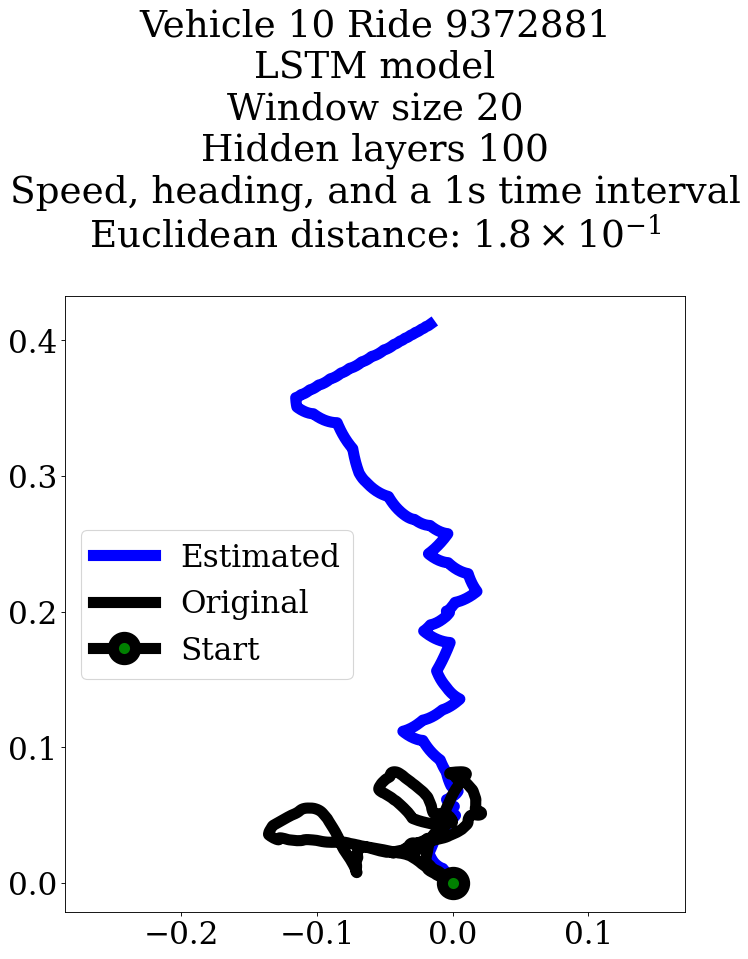 Vehicle 10 Ride 9372881
LSTM model
Window size 20
Hidden layers 100
Speed, heading, and a 1s time interval
Euclidean distance: 1.8 × 10⁻¹
0.4
0.3
0.2
0.1
0.0
Estimated
Original
Start
−0.2
−0.1
0.0
0.1